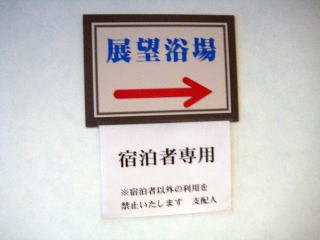 展望浴場
宿泊者専用
※宿泊者以外の利用を
禁止いたします　支配人